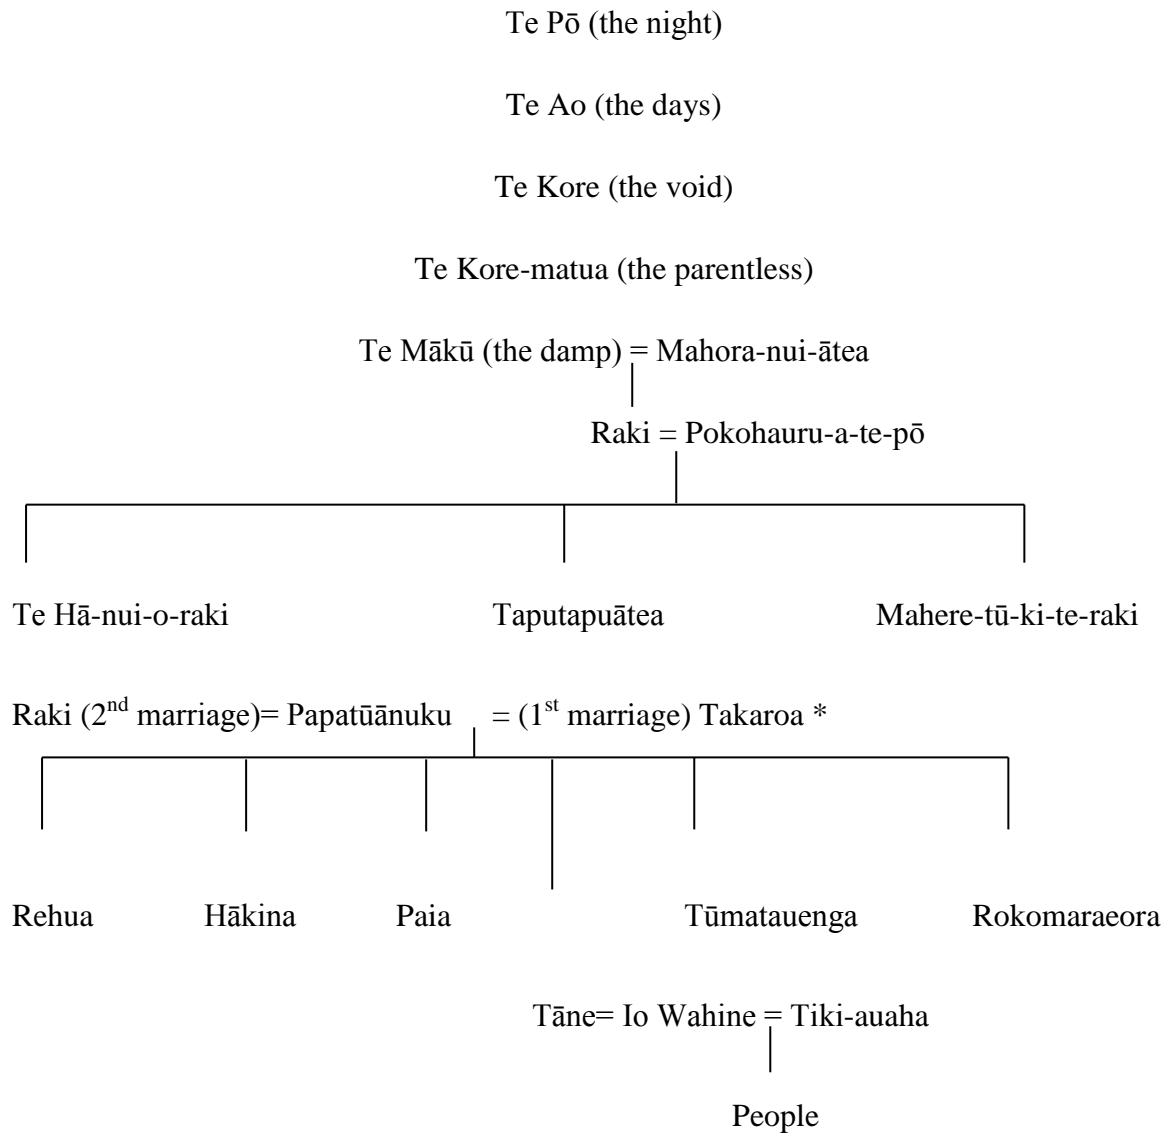 Te Pō (the night)
Te Ao (the days)
Te Kore (the void)
Te Kore-matua (the parentless)
Te Mākū (the damp) = Mahora-nui-ātea
Raki = Pokohauru-a-te-pō
Te Hā-nui-o-raki Taputapuātea Mahere-tū-ki-te-raki
Raki (2nd marriage)= Papatūānuku = (1st marriage) Takaroa *
Rehua Hākina Paia Tūmatauenga Rokomaraeora
Tāne= Io Wahine = Tiki-auaha
People